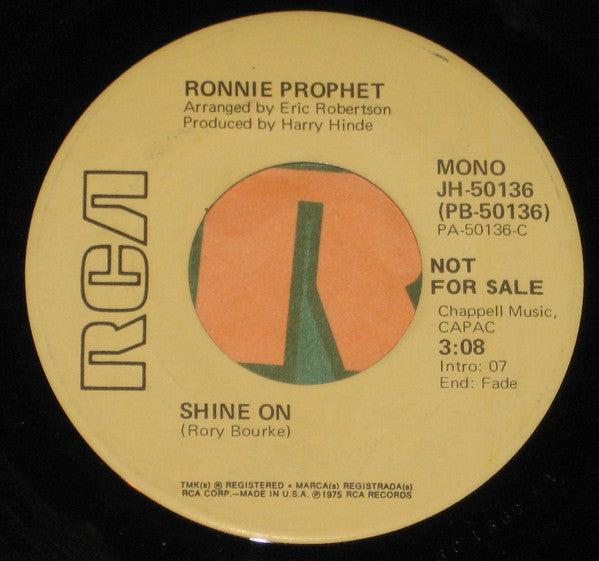 RONNIE PROPHET
Arranged by Eric Robertson
Produced by Harry Hinde
RCA
MONO
JH-50136
(PB-50136)
PA-50136-C
NOT
FOR SALE
Chappell Music,
CAPAC
3:08
Intro: 07
End: Fade
SHINE ON
(Rory Bourke)
TMK(s) ® REGISTERED • MARCA(s) REGISTRADA(s)
RCA CORP.—MADE IN U.S.A. ℗1975 RCA RECORDS